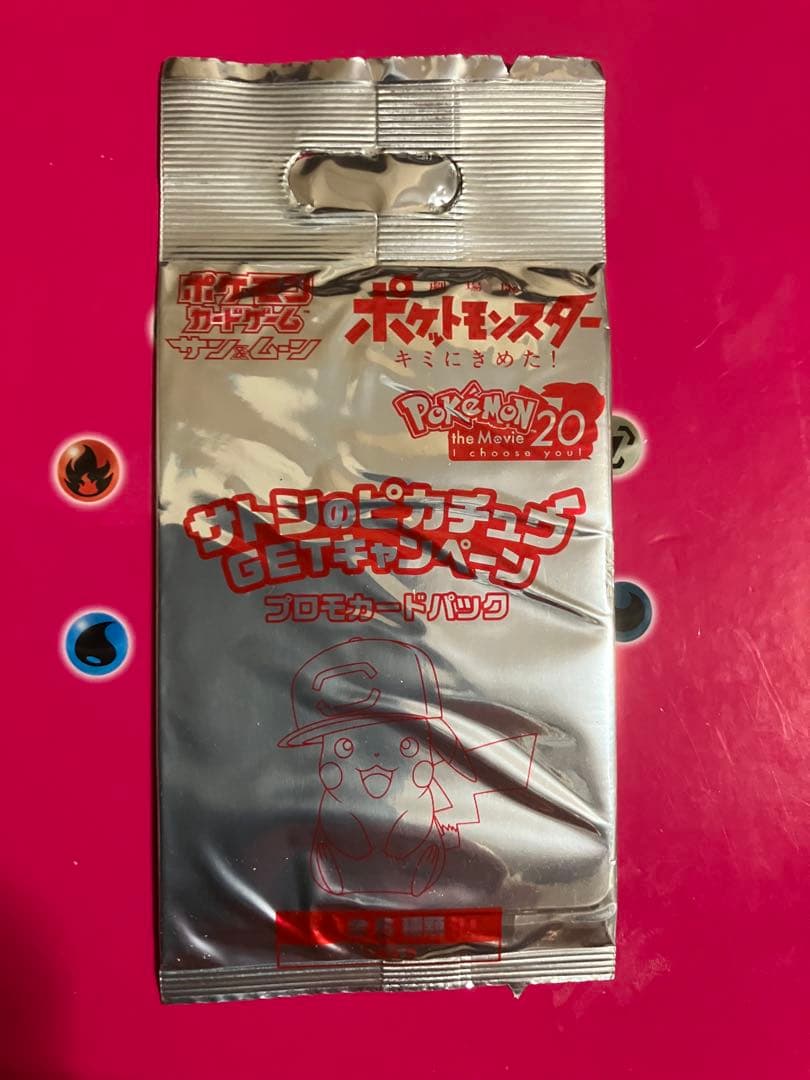 ポケモン
カードゲーム
サン&ムーン
劇場版
ポケットモンスター
キミにきめた!
POKéMON
the Movie 20
I choose you!
サトシのピカチュウ
GETキャンペーン
プロモカードパック